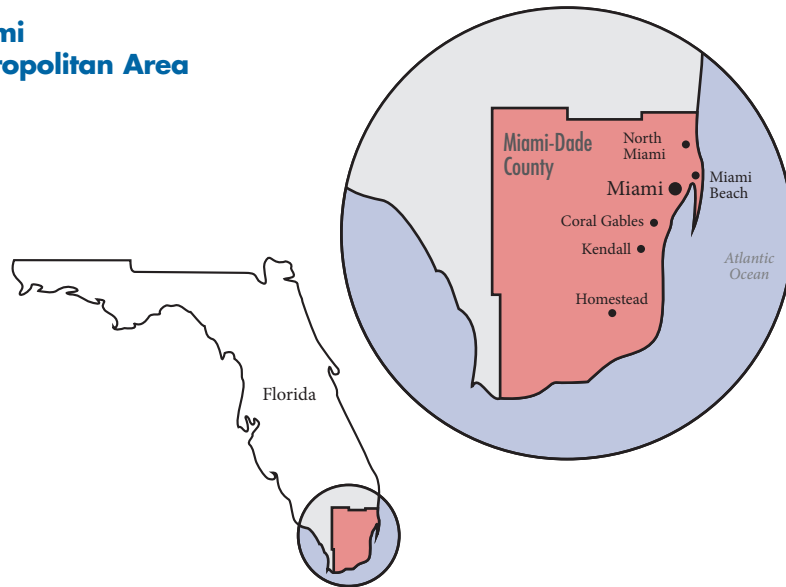 mi
ropolitan Area
Miami-Dade
County
North
Miami
Miami
Beach
Miami
Coral Gables
Kendall
Homestead
Atlantic
Ocean
Florida